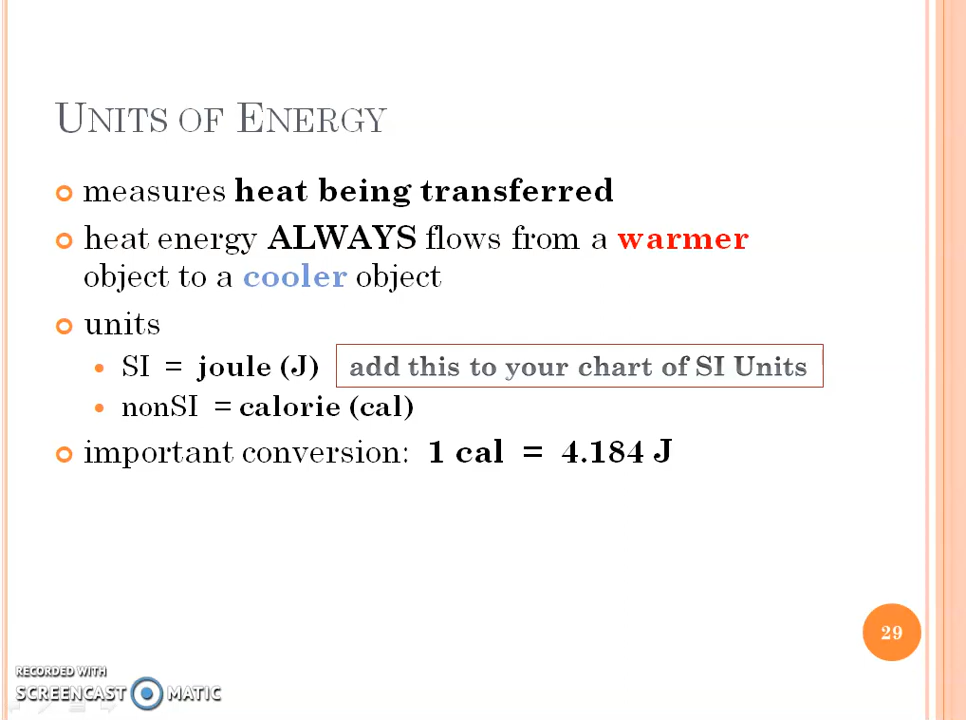 UNITS OF ENERGY
measures heat being transferred
heat energy ALWAYS flows from a warmer
object to a cooler object
units
SI = joule (J) add this to your chart of SI Units
nonSI = calorie (cal)
important conversion: 1 cal = 4.184 J
29
RECORDED WITH
SCREENCAST MATIC